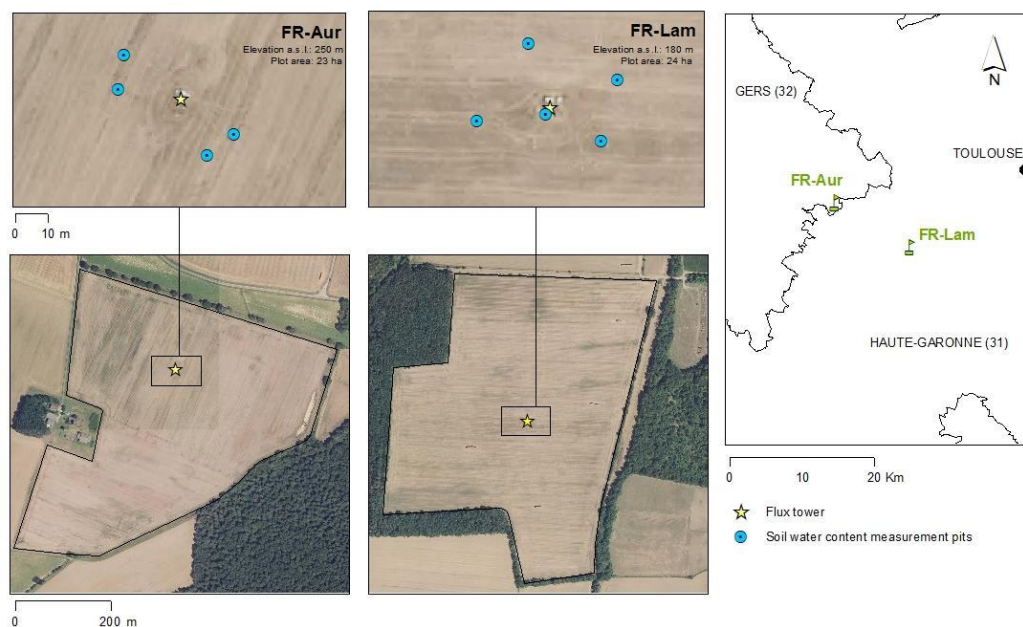 FR-Aur
Elevation a.s.l.: 250 m
Plot area: 23 ha
FR-Lam
Elevation a.s.l.: 180 m
Plot area: 24 ha
N
GERS (32)
TOULOUSE
FR-Aur
FR-Lam
HAUTE-GARONNE (31)
0 10 m
0 10 20 Km
Flux tower
Soil water content measurement pits
0 200 m